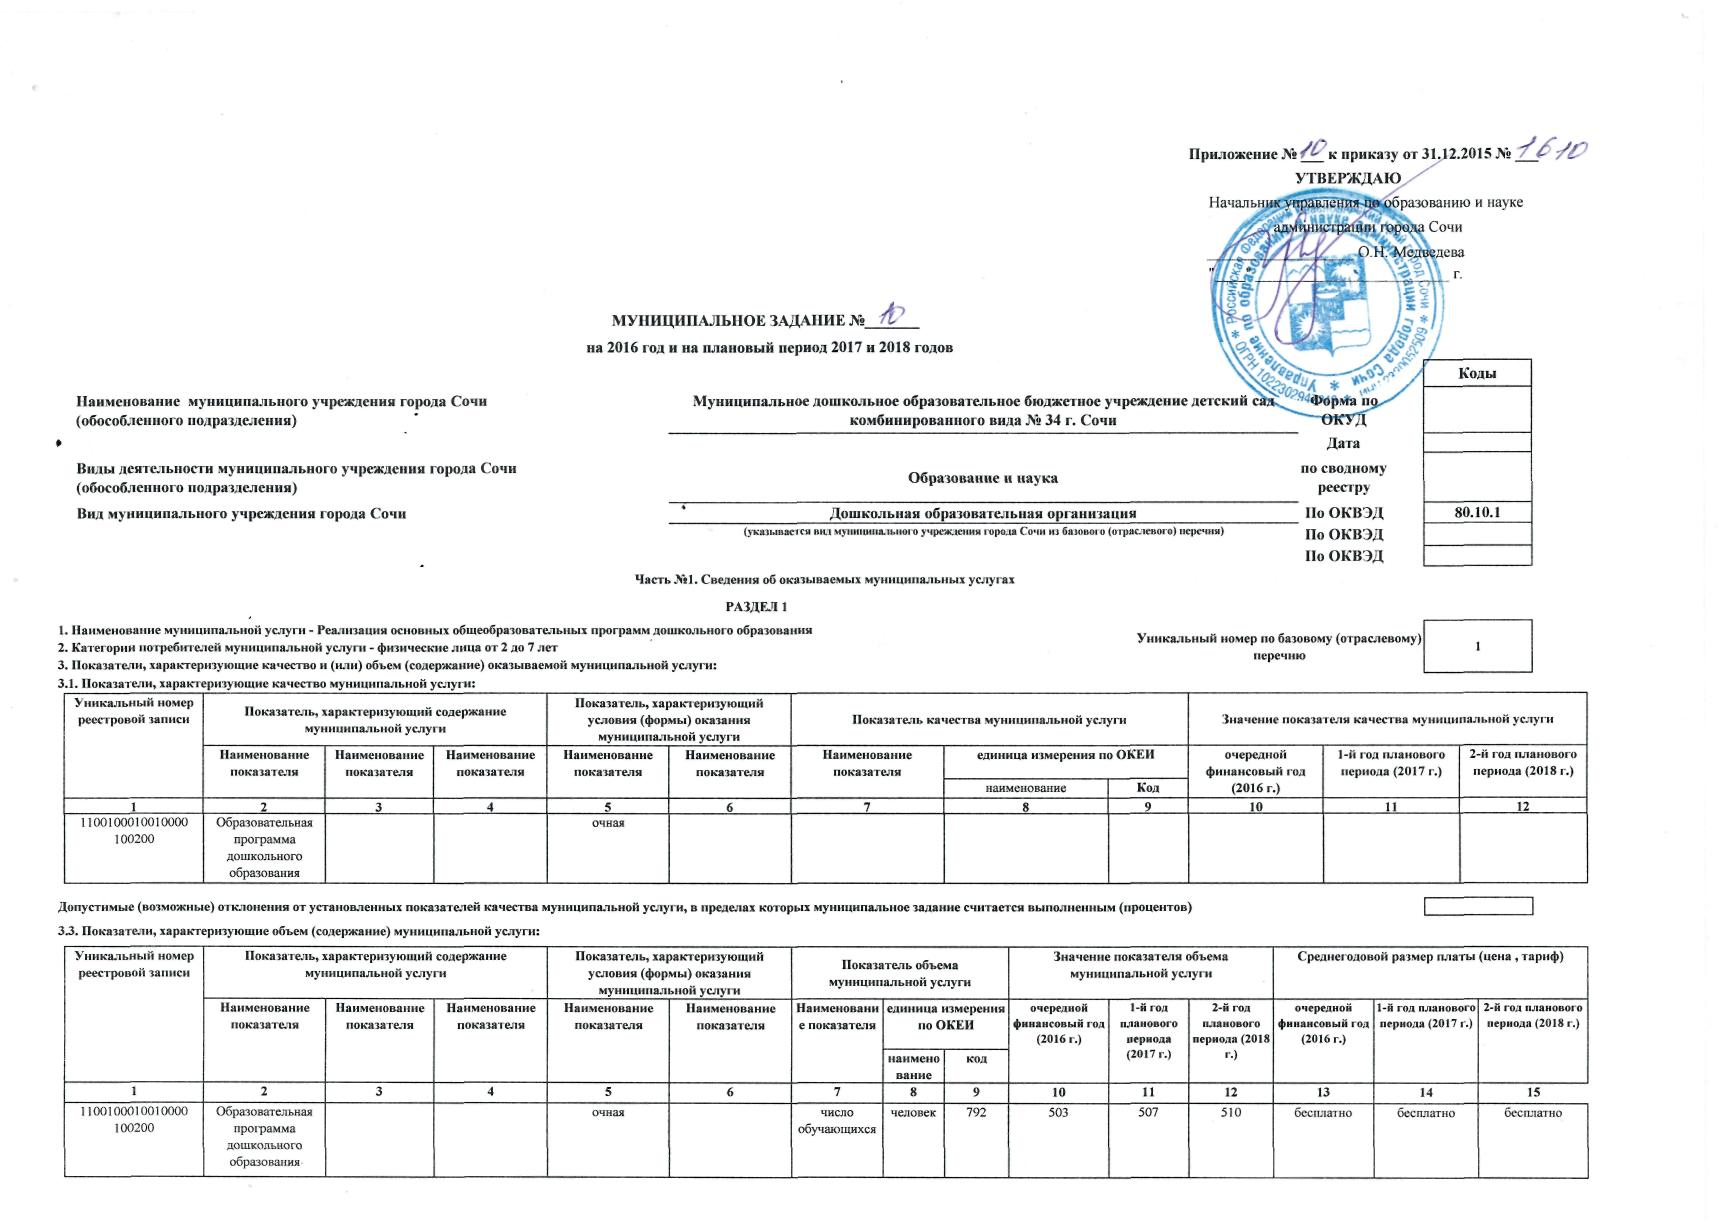 Приложение № 10 к приказу от 31.12.2015 № 1610
УТВЕРЖДАЮ
Начальник управления по образованию и науке
администрации города Сочи
О.Н. Медведева
"___"___ г.
МУНИЦИПАЛЬНОЕ ЗАДАНИЕ № 10
на 2016 год и на плановый период 2017 и 2018 годов
Коды
Наименование муниципального учреждения города Сочи
(обособленного подразделения)
Муниципальное дошкольное образовательное бюджетное учреждение детский сад
комбинированного вида № 34 г. Сочи
Форма по
ОКУД
Дата
Виды деятельности муниципального учреждения города Сочи
(обособленного подразделения)
Образование и наука
по сводному
реестру
Вид муниципального учреждения города Сочи
Дошкольная образовательная организация
По ОКВЭД
80.10.1
(указывается вид муниципального учреждения города Сочи из базового (отраслевого) перечня)
По ОКВЭД
По ОКВЭД
Часть №1. Сведения об оказываемых муниципальных услугах
РАЗДЕЛ 1
1. Наименование муниципальной услуги - Реализация основных общеобразовательных программ дошкольного образования
2. Категории потребителей муниципальной услуги - физические лица от 2 до 7 лет
3. Показатели, характеризующие качество и (или) объем (содержание) оказываемой муниципальной услуги:
Уникальный номер по базовому (отраслевому)
перечню
1
3.1. Показатели, характеризующие качество муниципальной услуги:
Уникальный номер
реестровой записи
Показатель, характеризующий содержание
муниципальной услуги
Показатель, характеризующий
условия (формы) оказания
муниципальной услуги
Показатель качества муниципальной услуги
Значение показателя качества муниципальной услуги
Наименование
показателя
Наименование
показателя
Наименование
показателя
Наименование
показателя
Наименование
показателя
Наименование
показателя
единица измерения по ОКЕИ
наименование
Код
очередной
финансовый год
(2016 г.)
1-й год планового
периода (2017 г.)
2-й год планового
периода (2018 г.)
1 2 3 4 5 6 7 8 9 10 11 12
1100100010010000
100200
Образовательная
программа
дошкольного
образования
очная
Допустимые (возможные) отклонения от установленных показателей качества муниципальной услуги, в пределах которых муниципальное задание считается выполненным (процентов)
3.3. Показатели, характеризующие объем (содержание) муниципальной услуги:
Уникальный номер
реестровой записи
Показатель, характеризующий содержание
муниципальной услуги
Показатель, характеризующий
условия (формы) оказания
муниципальной услуги
Показатель объема
муниципальной услуги
Значение показателя объема
муниципальной услуги
Среднегодовой размер платы (цена , тариф)
Наименование
показателя
Наименование
показателя
Наименование
показателя
Наименование
показателя
Наименование
показателя
Наименовани
е показателя
единица измерения
по ОКЕИ
наимено
вание
код
очередной
финансовый год
(2016 г.)
1-й год
планового
периода
(2017 г.)
2-й год
планового
периода (2018
г.)
очередной
финансовый год
(2016 г.)
1-й год планового
периода (2017 г.)
2-й год планового
периода (2018 г.)
1 2 3 4 5 6 7 8 9 10 11 12 13 14 15
1100100010010000
100200
Образовательная
программа
дошкольного
образования
очная
число
обучающихся
человек
792
503
507
510
бесплатно
бесплатно
бесплатно